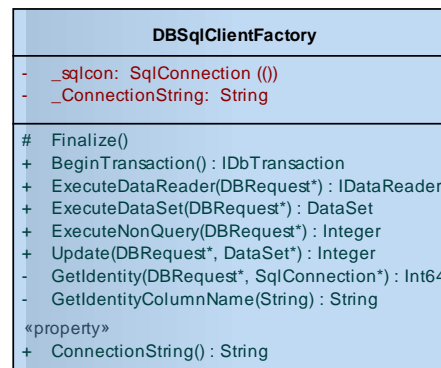 DBSqlClientFactory
- _sqlcon: SqlConnection (())
- _ConnectionString: String
# Finalize()
+ BeginTransaction() : IDbTransaction
+ ExecuteDataReader(DBRequest*) : IDataReader
+ ExecuteDataSet(DBRequest*) : DataSet
+ ExecuteNonQuery(DBRequest*) : Integer
+ Update(DBRequest*, DataSet*) : Integer
- GetIdentity(DBRequest*, SqlConnection*) : Int64
- GetIdentityColumnName(String) : String
«property»
+ ConnectionString() : String